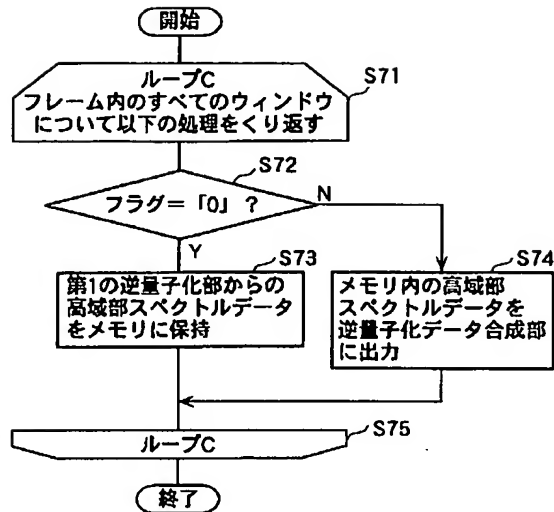 開始
ループC
フレーム内のすべてのウィンドウ
について以下の処理をくり返す
S71
フラグ=「0」?
S72
N
Y
第1の逆量子化部からの
高域部スペクトルデータ
をメモリに保持
S73
メモリ内の高域部
スペクトルデータを
逆量子化データ合成部
に出力
S74
ループC
S75
終了